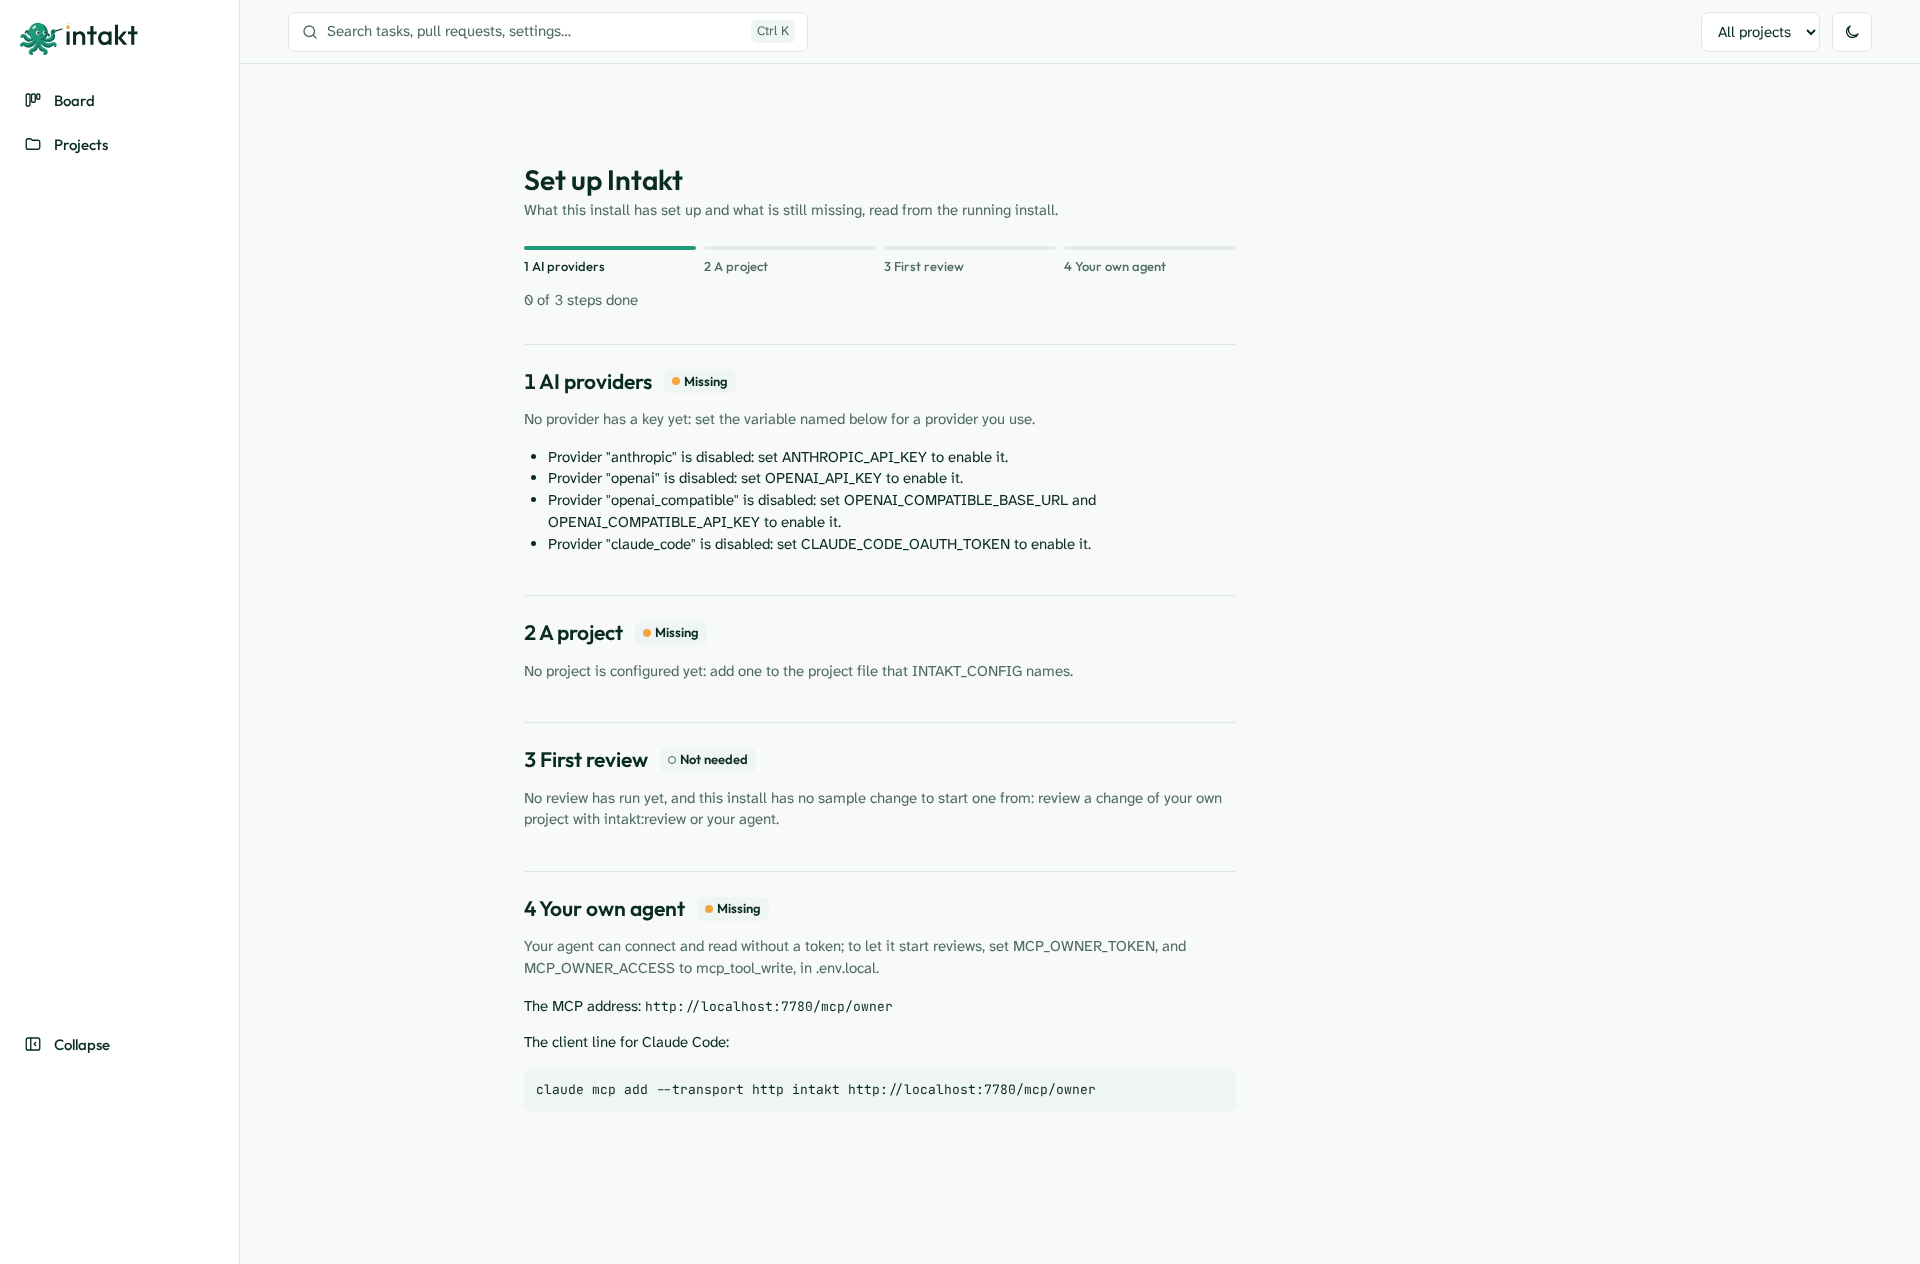 intakt
Search tasks, pull requests, settings...
Ctrl K
All projects
Board
Projects
Set up Intakt
What this install has set up and what is still missing, read from the running install.
1 AI providers
2 A project
3 First review
4 Your own agent
0 of 3 steps done
1 AI providers
Missing
No provider has a key yet: set the variable named below for a provider you use.
Provider "anthropic" is disabled: set ANTHROPIC_API_KEY to enable it.
Provider "openai" is disabled: set OPENAI_API_KEY to enable it.
Provider "openai_compatible" is disabled: set OPENAI_COMPATIBLE_BASE_URL and
OPENAI_COMPATIBLE_API_KEY to enable it.
Provider "claude_code" is disabled: set CLAUDE_CODE_OAUTH_TOKEN to enable it.
2 A project
Missing
No project is configured yet: add one to the project file that INTAKT_CONFIG names.
3 First review
Not needed
No review has run yet, and this install has no sample change to start one from: review a change of your own
project with intakt:review or your agent.
4 Your own agent
Missing
Your agent can connect and read without a token; to let it start reviews, set MCP_OWNER_TOKEN, and
MCP_OWNER_ACCESS to mcp_tool_write, in .env.local.
The MCP address: http://localhost:7780/mcp/owner
The client line for Claude Code:
claude mcp add --transport http intakt http://localhost:7780/mcp/owner
Collapse